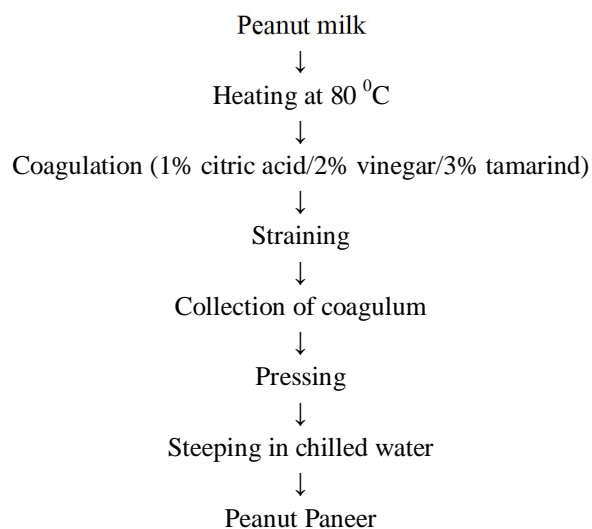 Peanut milk
↓
Heating at 80 ⁰C
↓
Coagulation (1% citric acid/2% vinegar/3% tamarind)
↓
Straining
↓
Collection of coagulum
↓
Pressing
↓
Steeping in chilled water
↓
Peanut Paneer